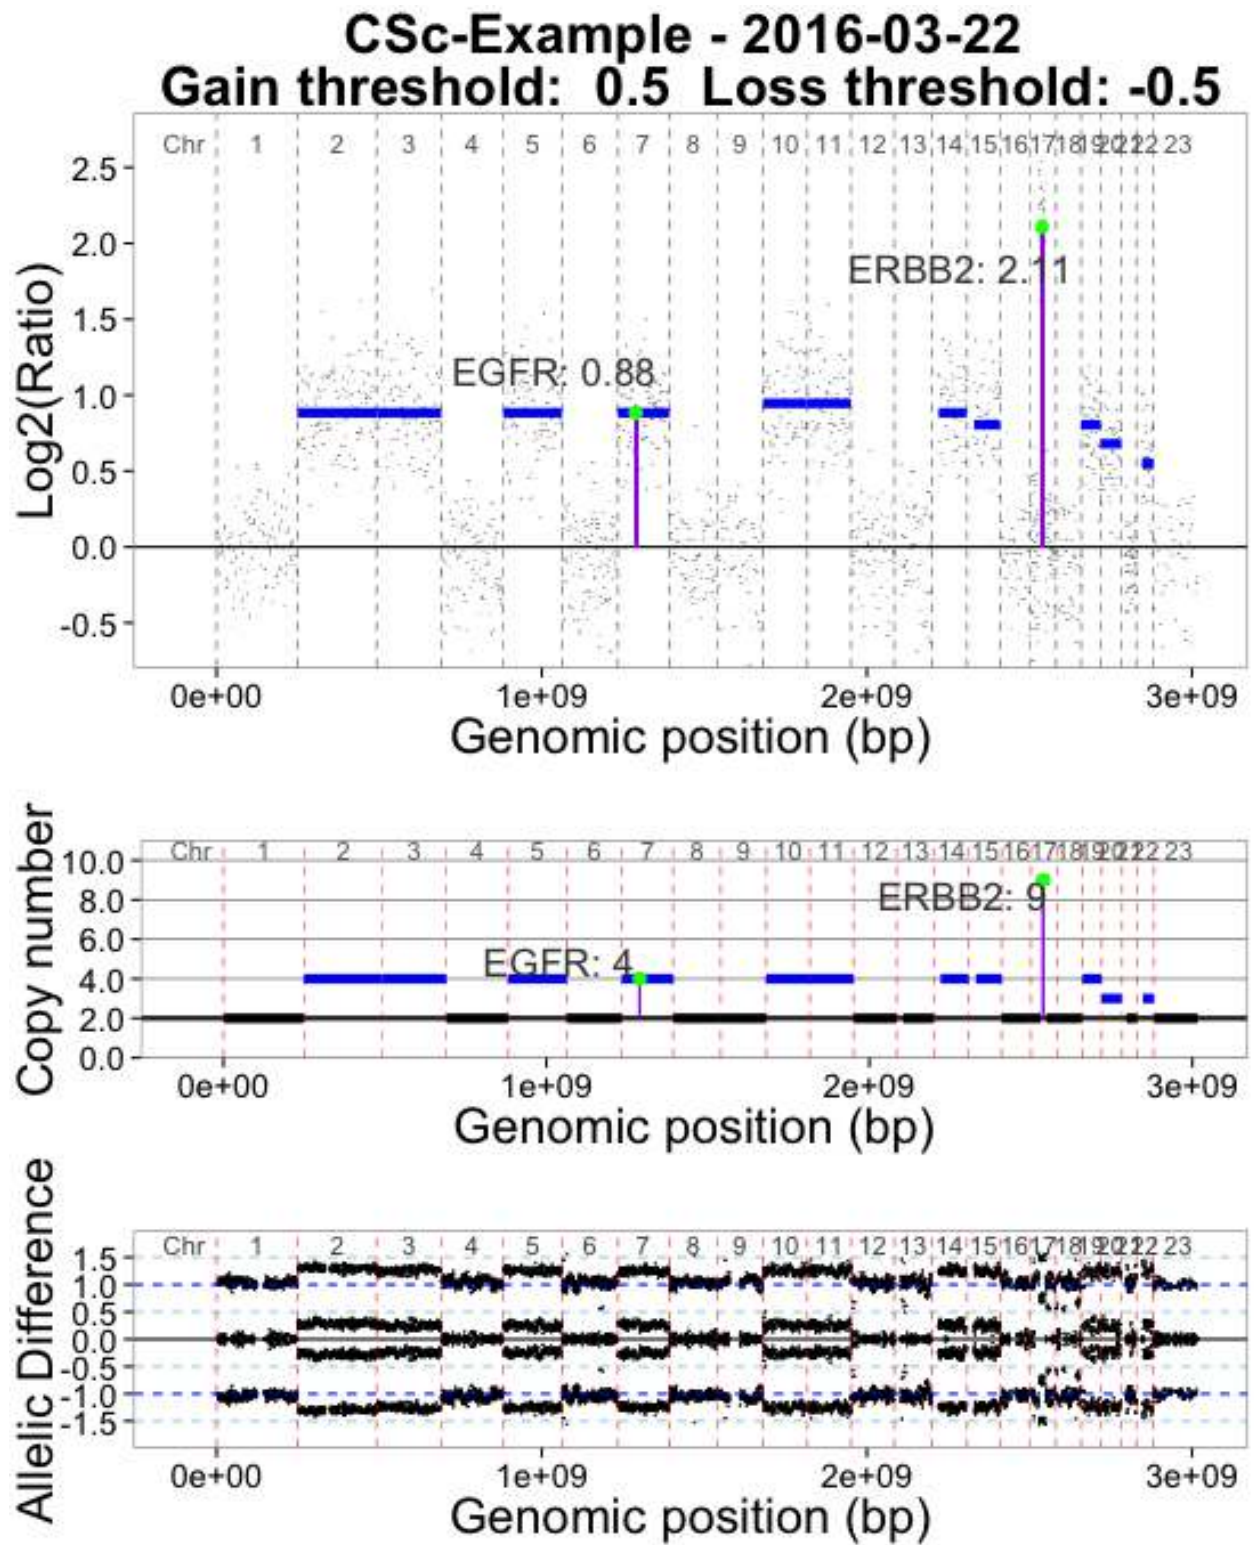 CSc-Example - 2016-03-22
Gain threshold: 0.5 Loss threshold: -0.5
Chr 1 2 3 4 5 6 7 8 9 10 11 12 13 14 15 16 17 18 19 20 21 22 23
2.5
2.0
ERBB2: 2.11
1.5
EGFR: 0.88
1.0
0.5
0.0
-0.5
Log2(Ratio)
0e+00 1e+09 2e+09 3e+09
Genomic position (bp)
Chr 1 2 3 4 5 6 7 8 9 10 11 12 13 14 15 16 17 18 19 20 21 22 23
10.0
8.0
ERBB2: 9
6.0
EGFR: 4
4.0
2.0
0.0
Copy number
0e+00 1e+09 2e+09 3e+09
Genomic position (bp)
Chr 1 2 3 4 5 6 7 8 9 10 11 12 13 14 15 16 17 18 19 20 21 22 23
1.5
1.0
0.5
0.0
-0.5
-1.0
-1.5
Allelic Difference
0e+00 1e+09 2e+09 3e+09
Genomic position (bp)